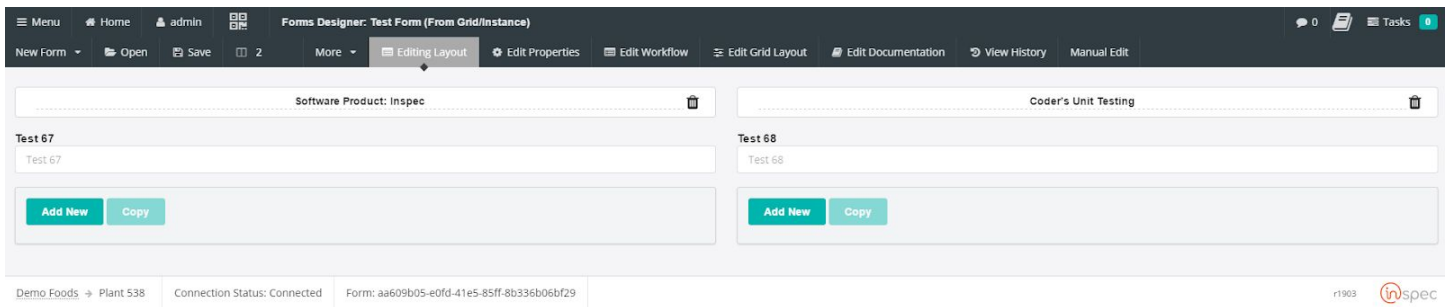 Menu Home admin Forms Designer: Test Form (From Grid/Instance) 0 Tasks 0
New Form Open Save 2 More Editing Layout Edit Properties Edit Workflow Edit Grid Layout Edit Documentation View History Manual Edit
Software Product: Inspec Coder's Unit Testing
Test 67 Test 68
Test 67 Test 68
Add New Copy Add New Copy
Demo Foods → Plant 538 Connection Status: Connected Form: aa609b05-e0fd-41e5-85ff-8b336b06bf29 r1903 inspec